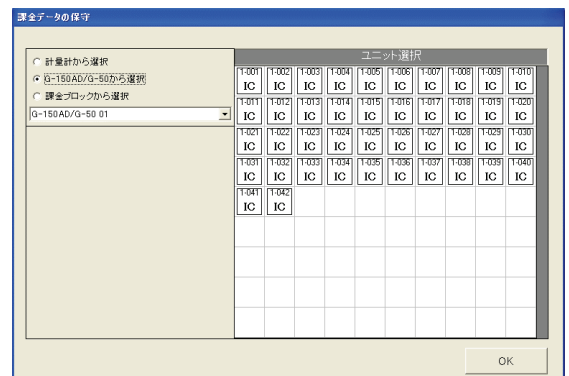 課金データの保守
計量計から選択
G-150AD/G-50から選択
課金ブロックから選択
G-150AD/G-50 01
ユニット選択
1-001 1-002 1-003 1-004 1-005 1-006 1-007 1-008 1-009 1-010
IC IC IC IC IC IC IC IC IC IC
1-011 1-012 1-013 1-014 1-015 1-016 1-017 1-018 1-019 1-020
IC IC IC IC IC IC IC IC IC IC
1-021 1-022 1-023 1-024 1-025 1-026 1-027 1-028 1-029 1-030
IC IC IC IC IC IC IC IC IC IC
1-031 1-032 1-033 1-034 1-035 1-036 1-037 1-038 1-039 1-040
IC IC IC IC IC IC IC IC IC IC
1-041 1-042
IC IC
OK